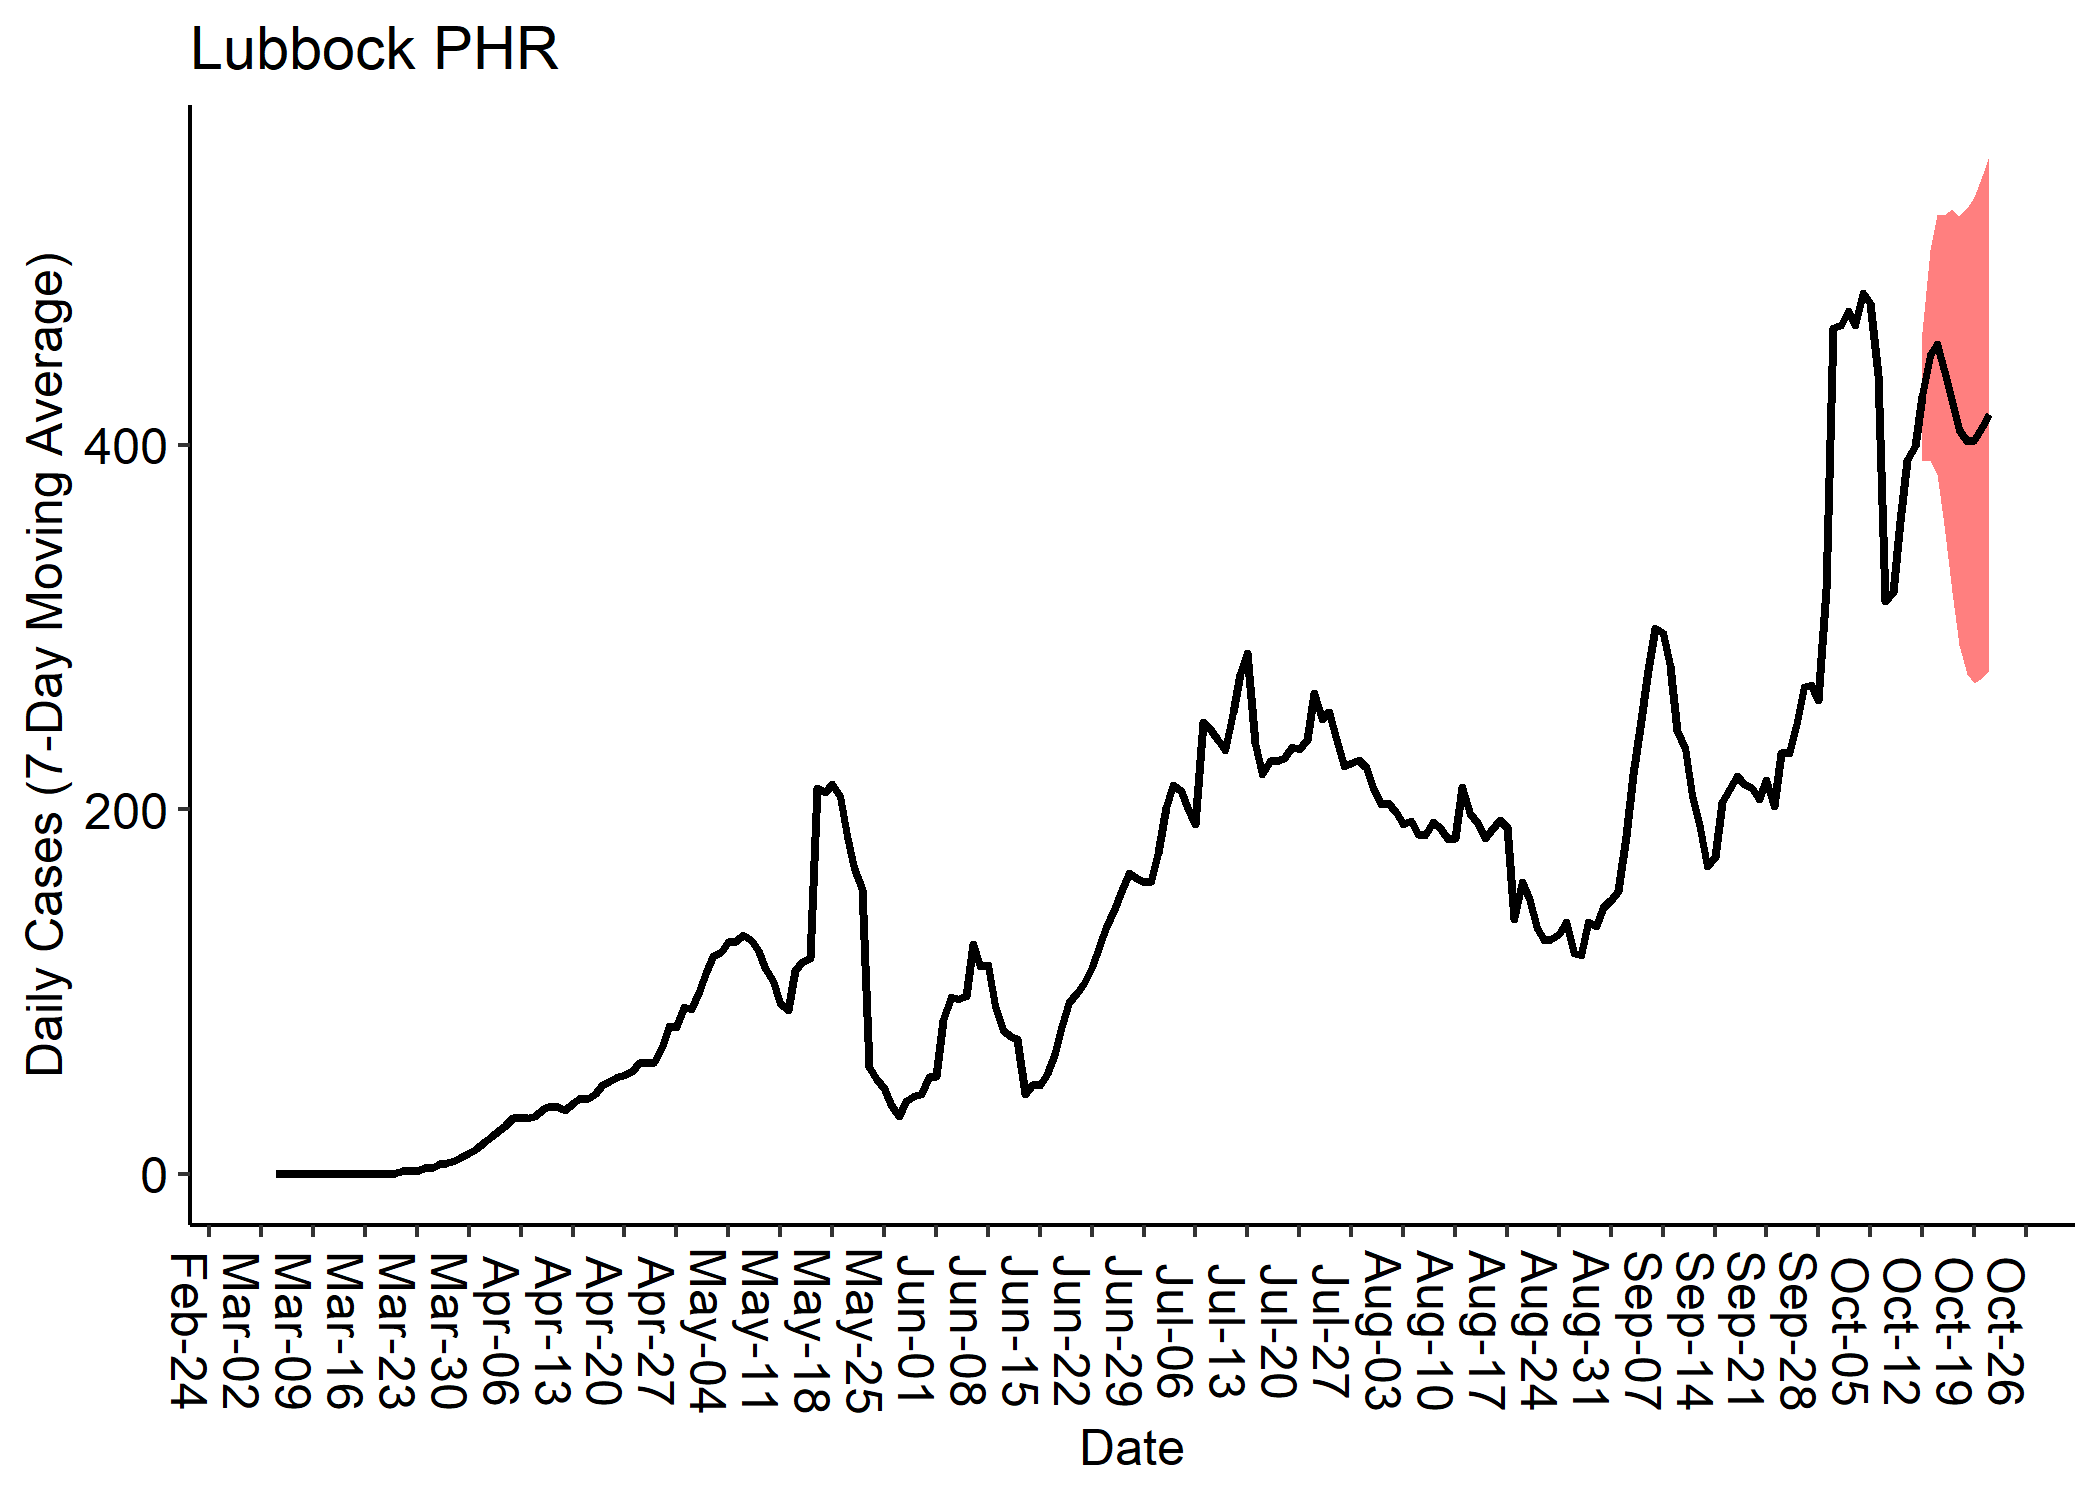 Lubbock PHR
Daily Cases (7-Day Moving Average)
400
200
0
Feb-24
Mar-02
Mar-09
Mar-16
Mar-23
Mar-30
Apr-06
Apr-13
Apr-20
Apr-27
May-04
May-11
May-18
May-25
Jun-01
Jun-08
Jun-15
Jun-22
Jun-29
Jul-06
Jul-13
Jul-20
Jul-27
Aug-03
Aug-10
Aug-17
Aug-24
Aug-31
Sep-07
Sep-14
Sep-21
Sep-28
Oct-05
Oct-12
Oct-19
Oct-26
Date